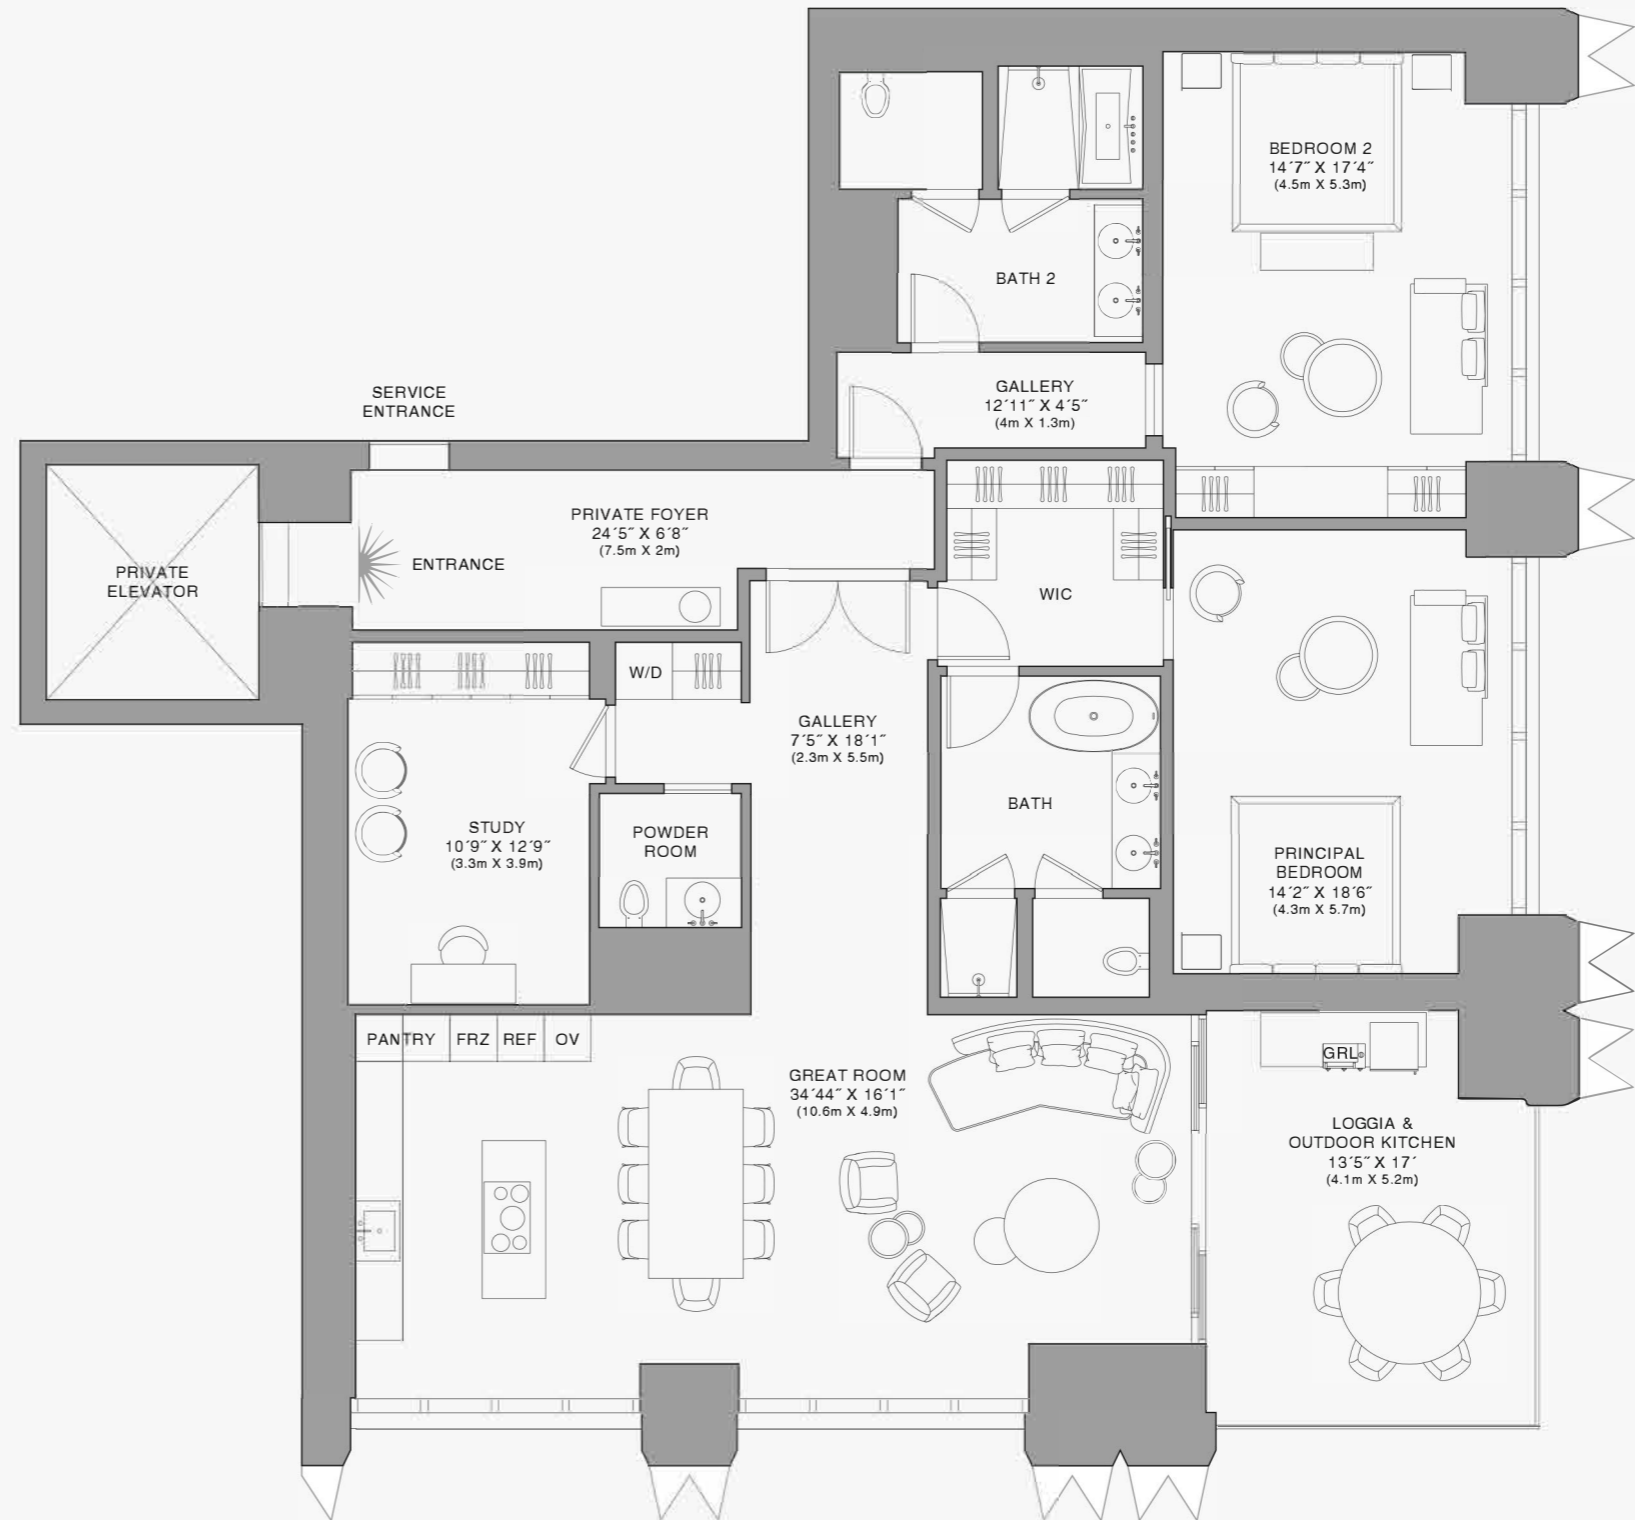 BEDROOM 2
14´7˝ X 17´4˝
(4.5m X 5.3m)
BATH 2
GALLERY
12´11˝ X 4´5˝
(4m X 1.3m)
SERVICE
ENTRANCE
PRIVATE FOYER
24´5˝ X 6´8˝
(7.5m X 2m)
ENTRANCE
PRIVATE
ELEVATOR
WIC
W/D
GALLERY
7´5˝ X 18´1˝
(2.3m X 5.5m)
BATH
STUDY
10´9˝ X 12´9˝
(3.3m X 3.9m)
POWDER
ROOM
PRINCIPAL
BEDROOM
14´2˝ X 18´6˝
(4.3m X 5.7m)
PANTRY
FRZ
REF
OV
GREAT ROOM
34´44˝ X 16´1˝
(10.6m X 4.9m)
GRL
LOGGIA &
OUTDOOR KITCHEN
13´5˝ X 17´
(4.1m X 5.2m)